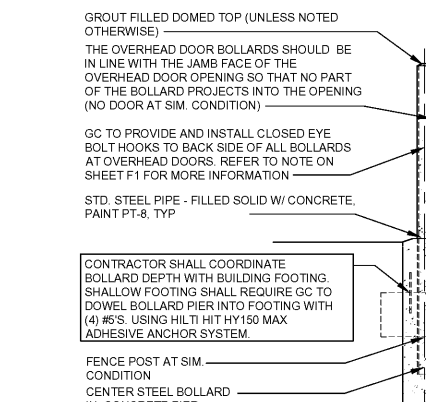 GROUT FILLED DOMED TOP (UNLESS NOTED
OTHERWISE)
THE OVERHEAD DOOR BOLLARDS SHOULD BE
IN LINE WITH THE JAMB FACE OF THE
OVERHEAD DOOR OPENING SO THAT NO PART
OF THE BOLLARD PROJECTS INTO THE OPENING
(NO DOOR AT SIM. CONDITION)
GC TO PROVIDE AND INSTALL CLOSED EYE
BOLT HOOKS TO BACK SIDE OF ALL BOLLARDS
AT OVERHEAD DOORS. REFER TO NOTE ON
SHEET F1 FOR MORE INFORMATION
STD. STEEL PIPE - FILLED SOLID W/ CONCRETE,
PAINT PT-8, TYP
CONTRACTOR SHALL COORDINATE
BOLLARD DEPTH WITH BUILDING FOOTING.
SHALLOW FOOTING SHALL REQUIRE GC TO
DOWEL BOLLARD PIER INTO FOOTING WITH
(4) #5'S. USING HILTI HIT HY150 MAX
ADHESIVE ANCHOR SYSTEM.
FENCE POST AT SIM.
CONDITION
CENTER STEEL BOLLARD